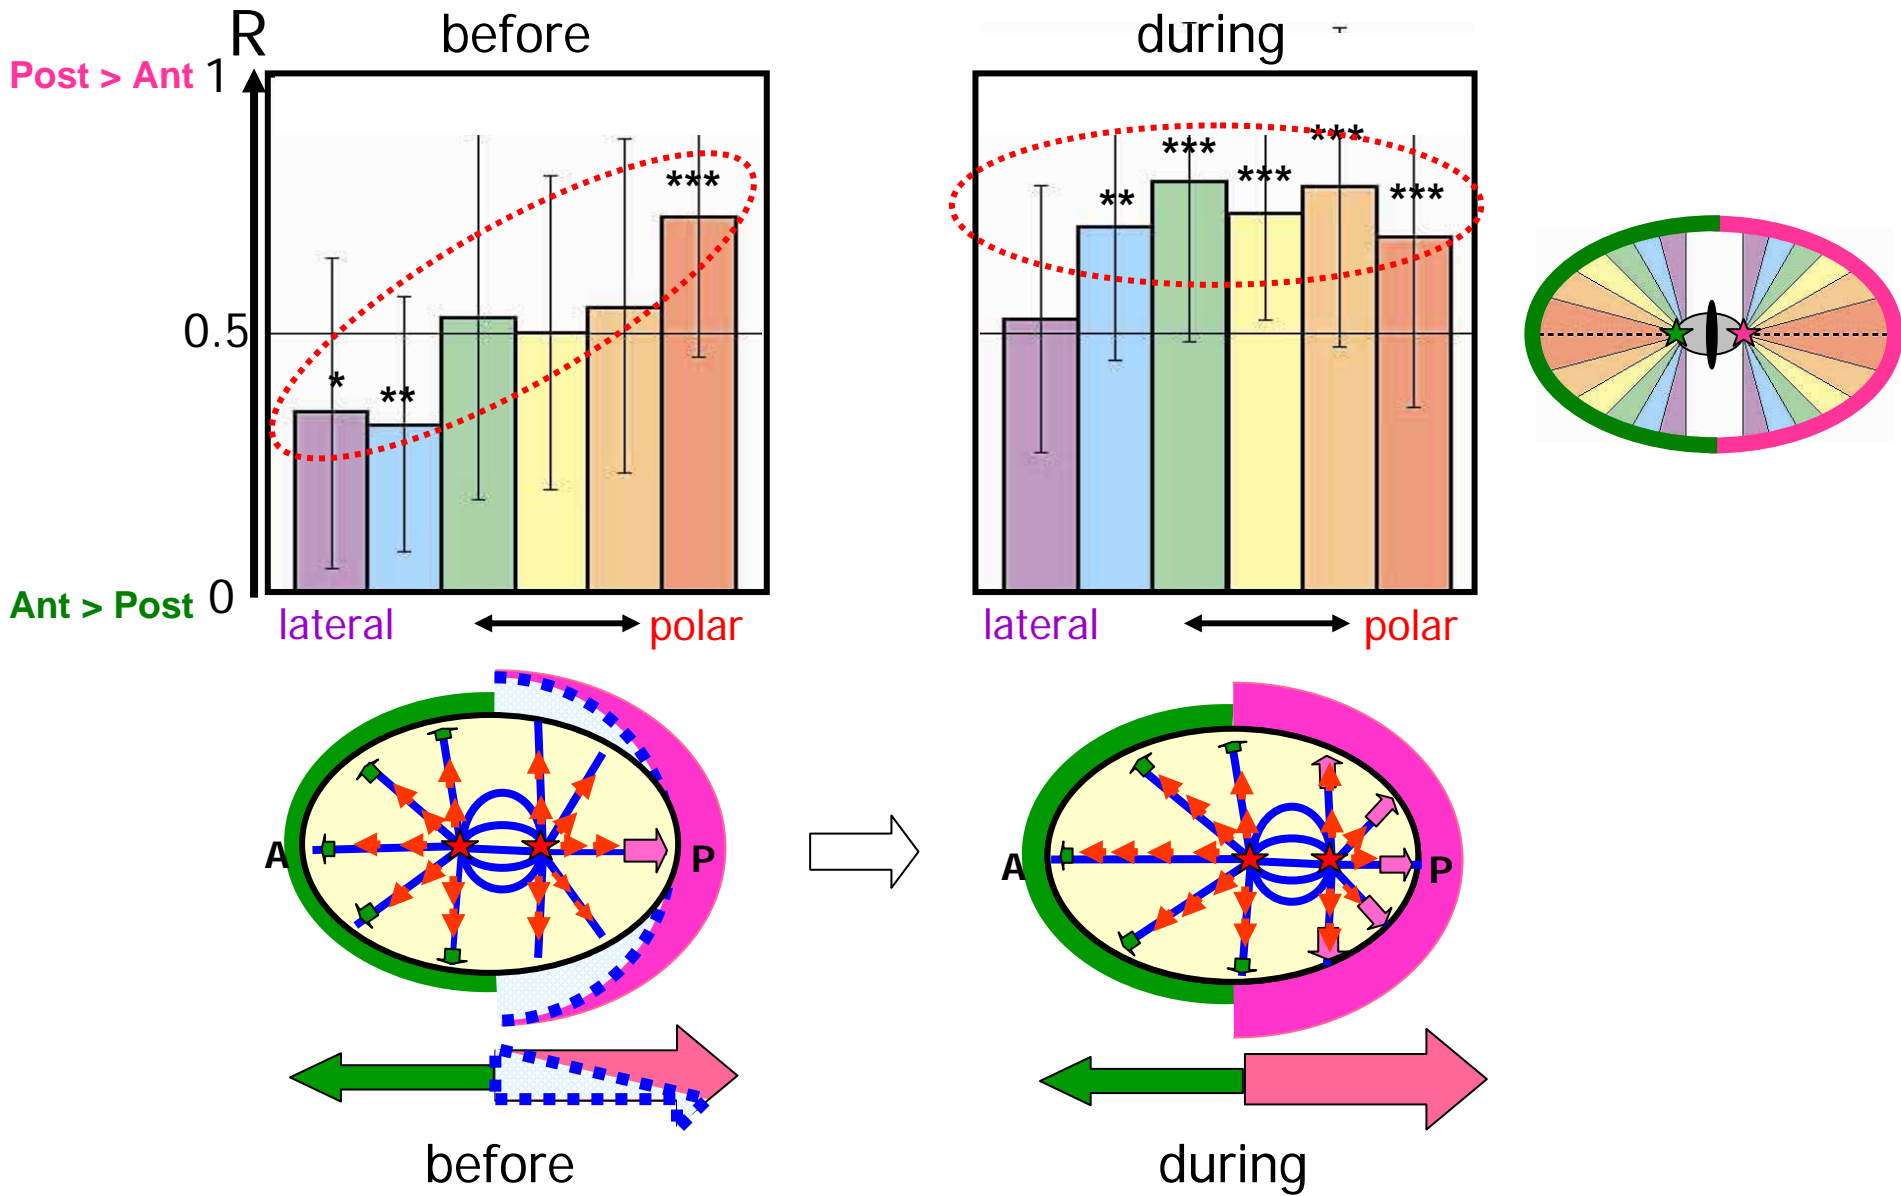 R
before
during
Post > Ant
1
0.5
Ant > Post
0
*
**
***
**
***
***
***
***
lateral
polar
lateral
polar
A
P
A
P
before
during